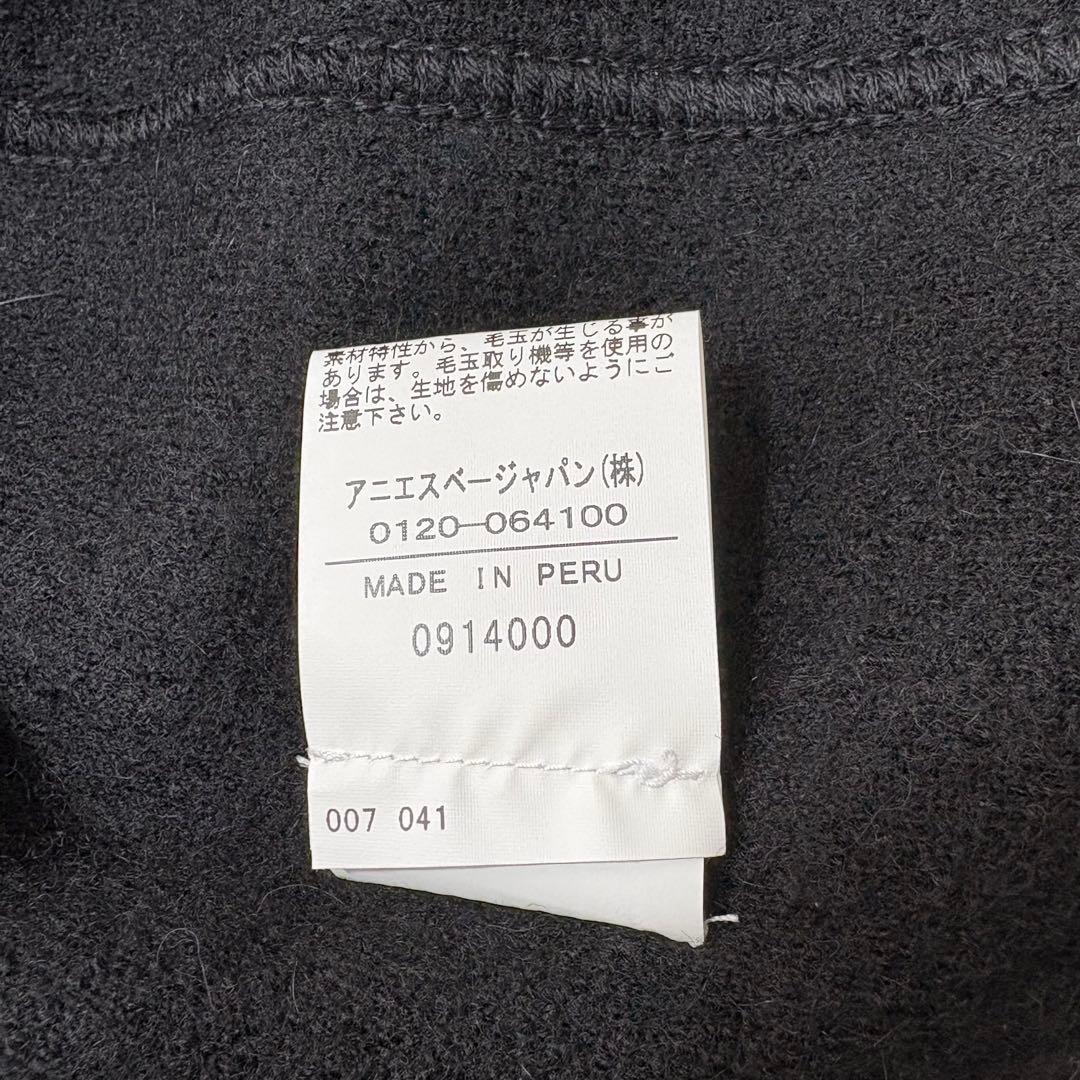 素材特性から、毛玉が生じる事が
あります。毛玉取り機等を使用の
場合は、生地を傷めないようにご
注意下さい。
アニエスベージャパン(株)
0120-064100
MADE IN PERU
0914000
007 041